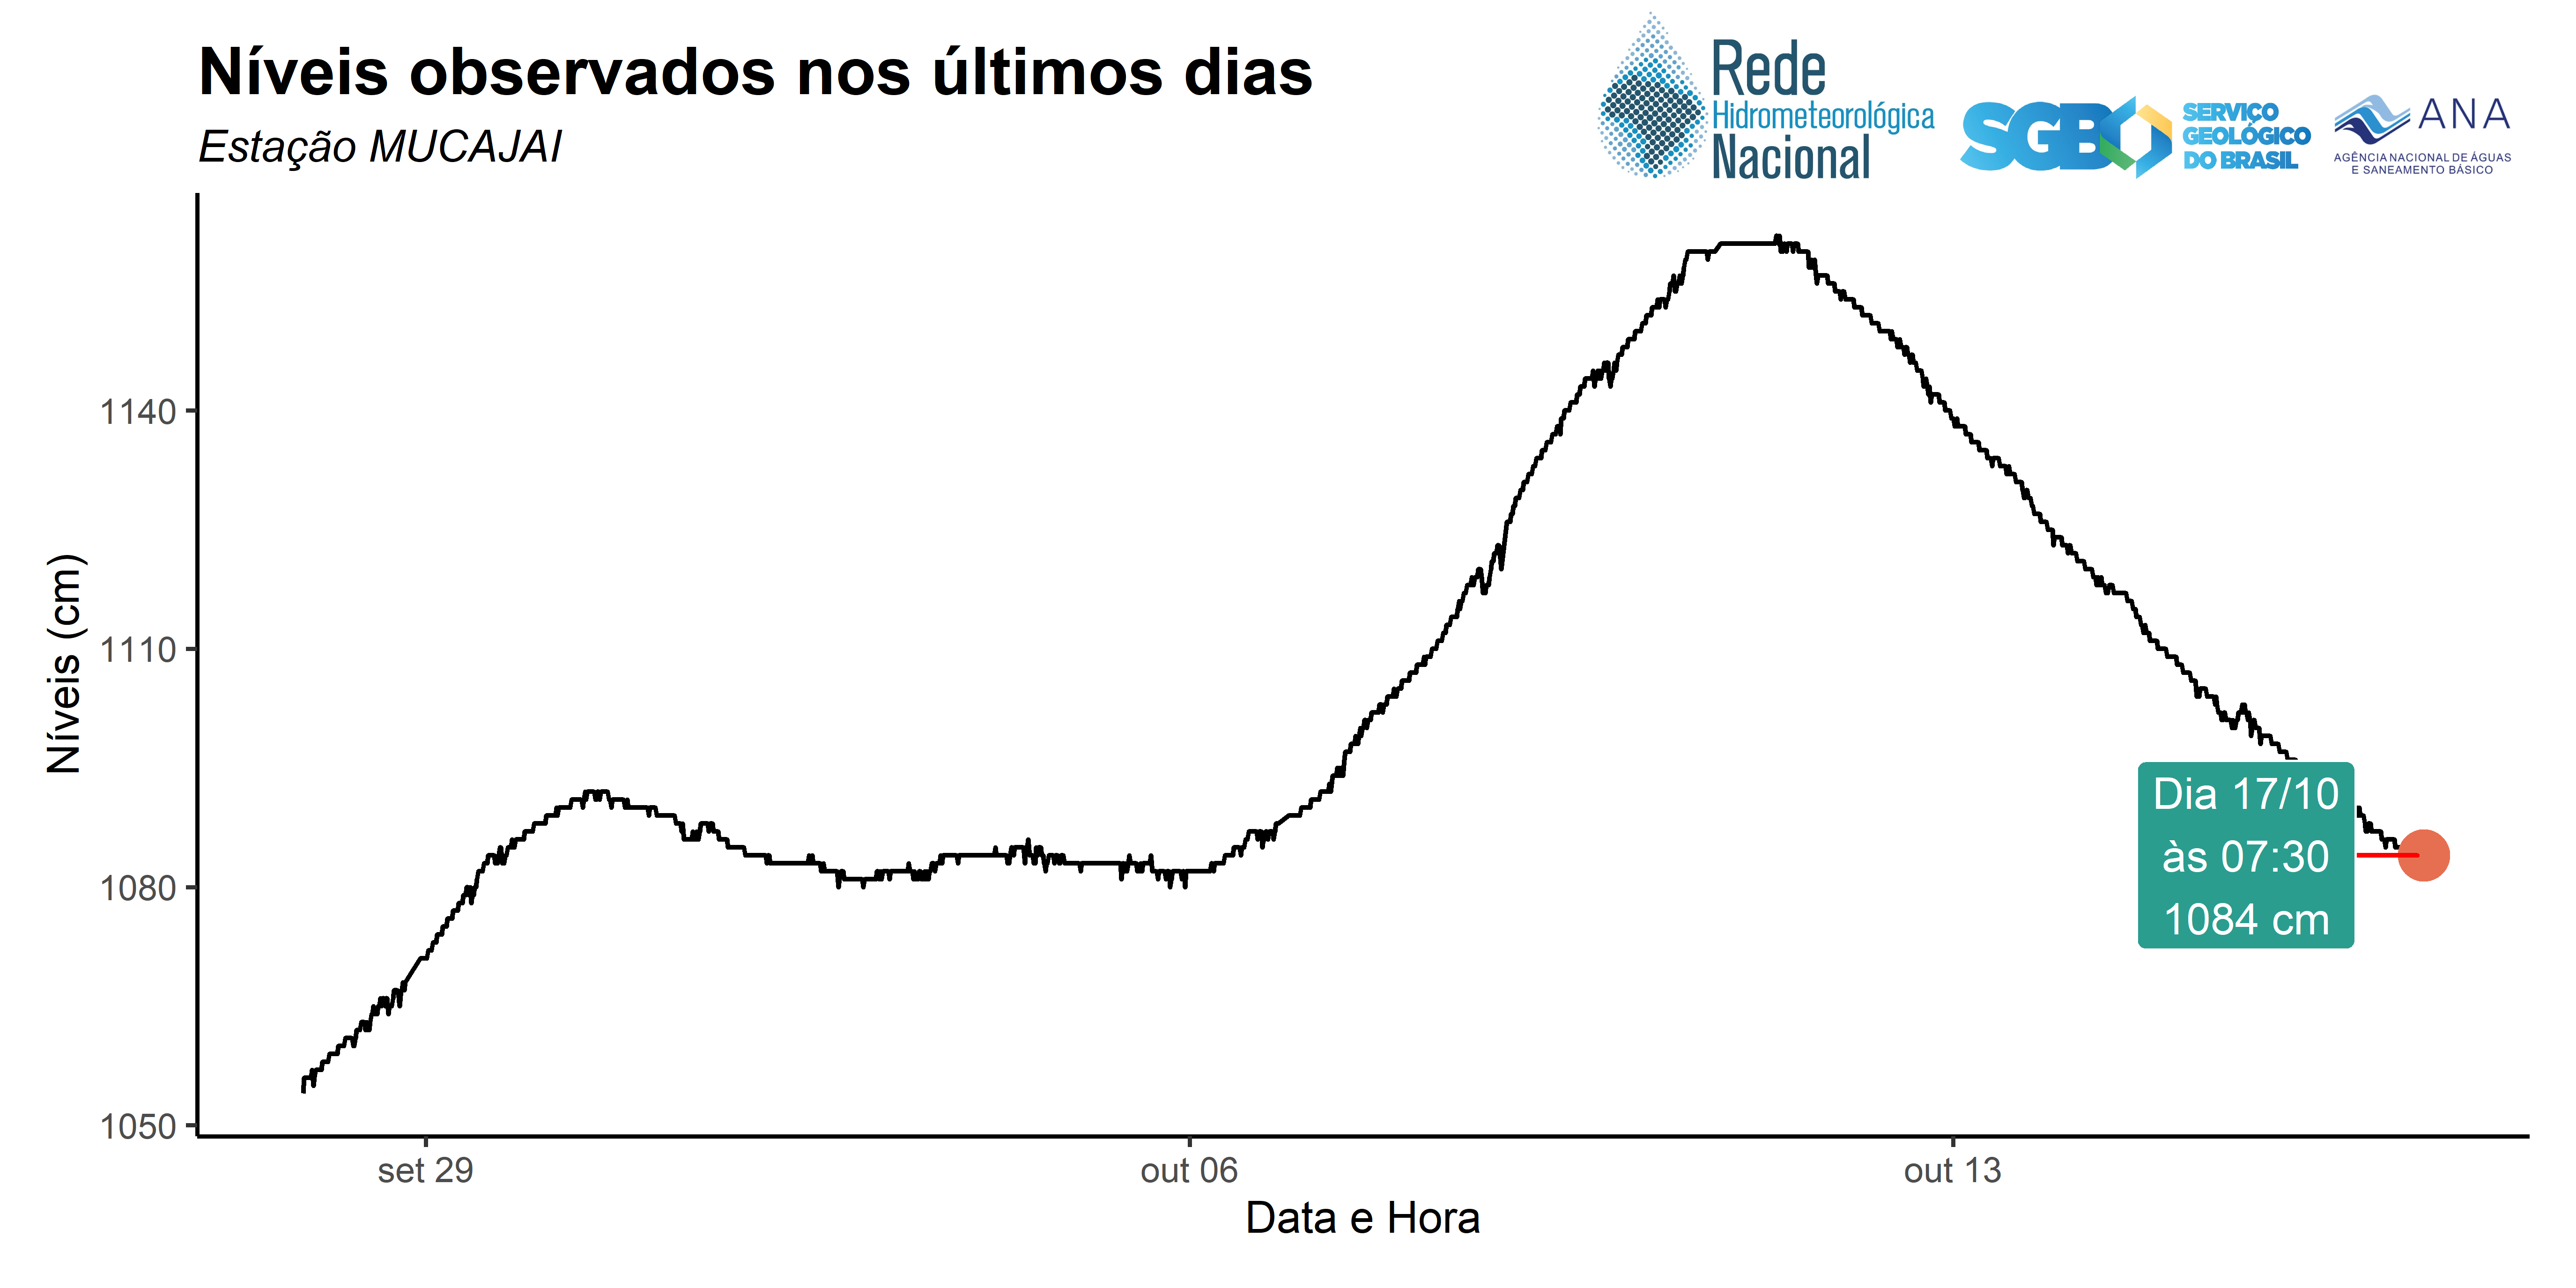 Níveis observados nos últimos dias
Estação MUCAJAI
Rede
Hidrometeorológica
Nacional
SGB
SERVIÇO
GEOLÓGICO
DO BRASIL
ANA
AGÊNCIA NACIONAL DE ÁGUAS
E SANEAMENTO BÁSICO
Níveis (cm)
1140
1110
1080
1050
Dia 17/10
às 07:30
1084 cm
set 29
out 06
out 13
Data e Hora